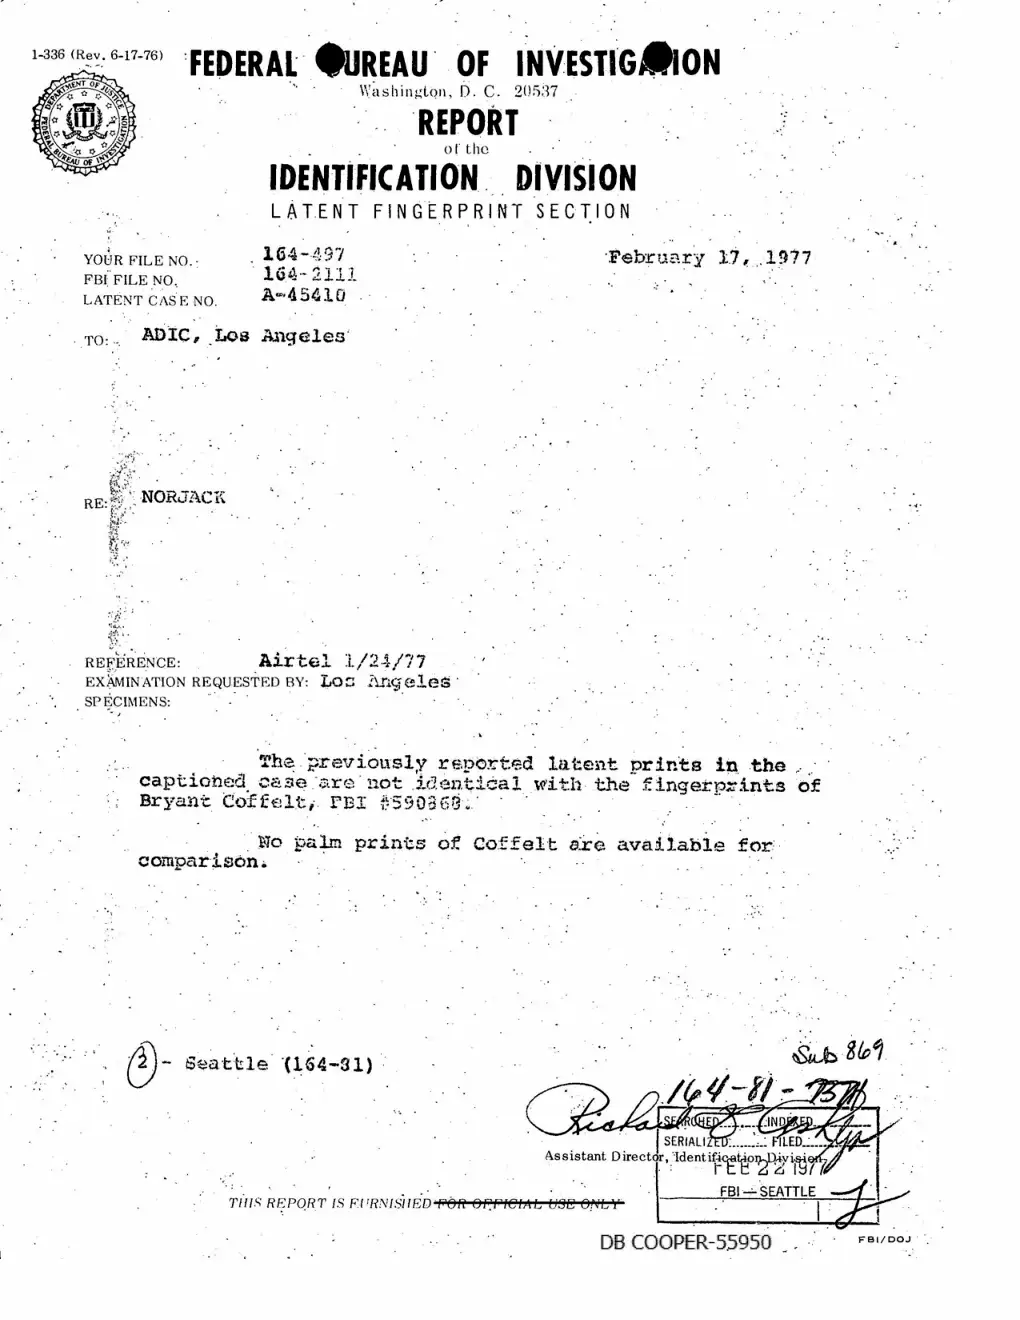 1-336 (Rev. 6-17-76)
FEDERAL BUREAU OF INVESTIGATION
Washington, D. C. 20537
REPORT
of the
IDENTIFICATION DIVISION
LATENT FINGERPRINT SECTION
YOUR FILE NO. 164-497 February 17, 1977
FBI FILE NO. 164-2111
LATENT CASE NO. A-45410
TO: ADIC, Los Angeles
RE: NORJACK
REFERENCE: Airtel 1/24/77
EXAMINATION REQUESTED BY: Los Angeles
SPECIMENS:
The previously reported latent prints in the
captioned case are not identical with the fingerprints of
Bryant Coffelt, FBI #590368.
No palm prints of Coffelt are available for
comparison.
2 - Seattle (164-81)
Sub 869
164-81-
SEARCHED INDEXED
SERIALIZED FILED
Assistant Director, Identification Division
FEB 22 1977
FBI — SEATTLE
THIS REPORT IS FURNISHED FOR OFFICIAL USE ONLY
DB COOPER-55950
FBI/DOJ